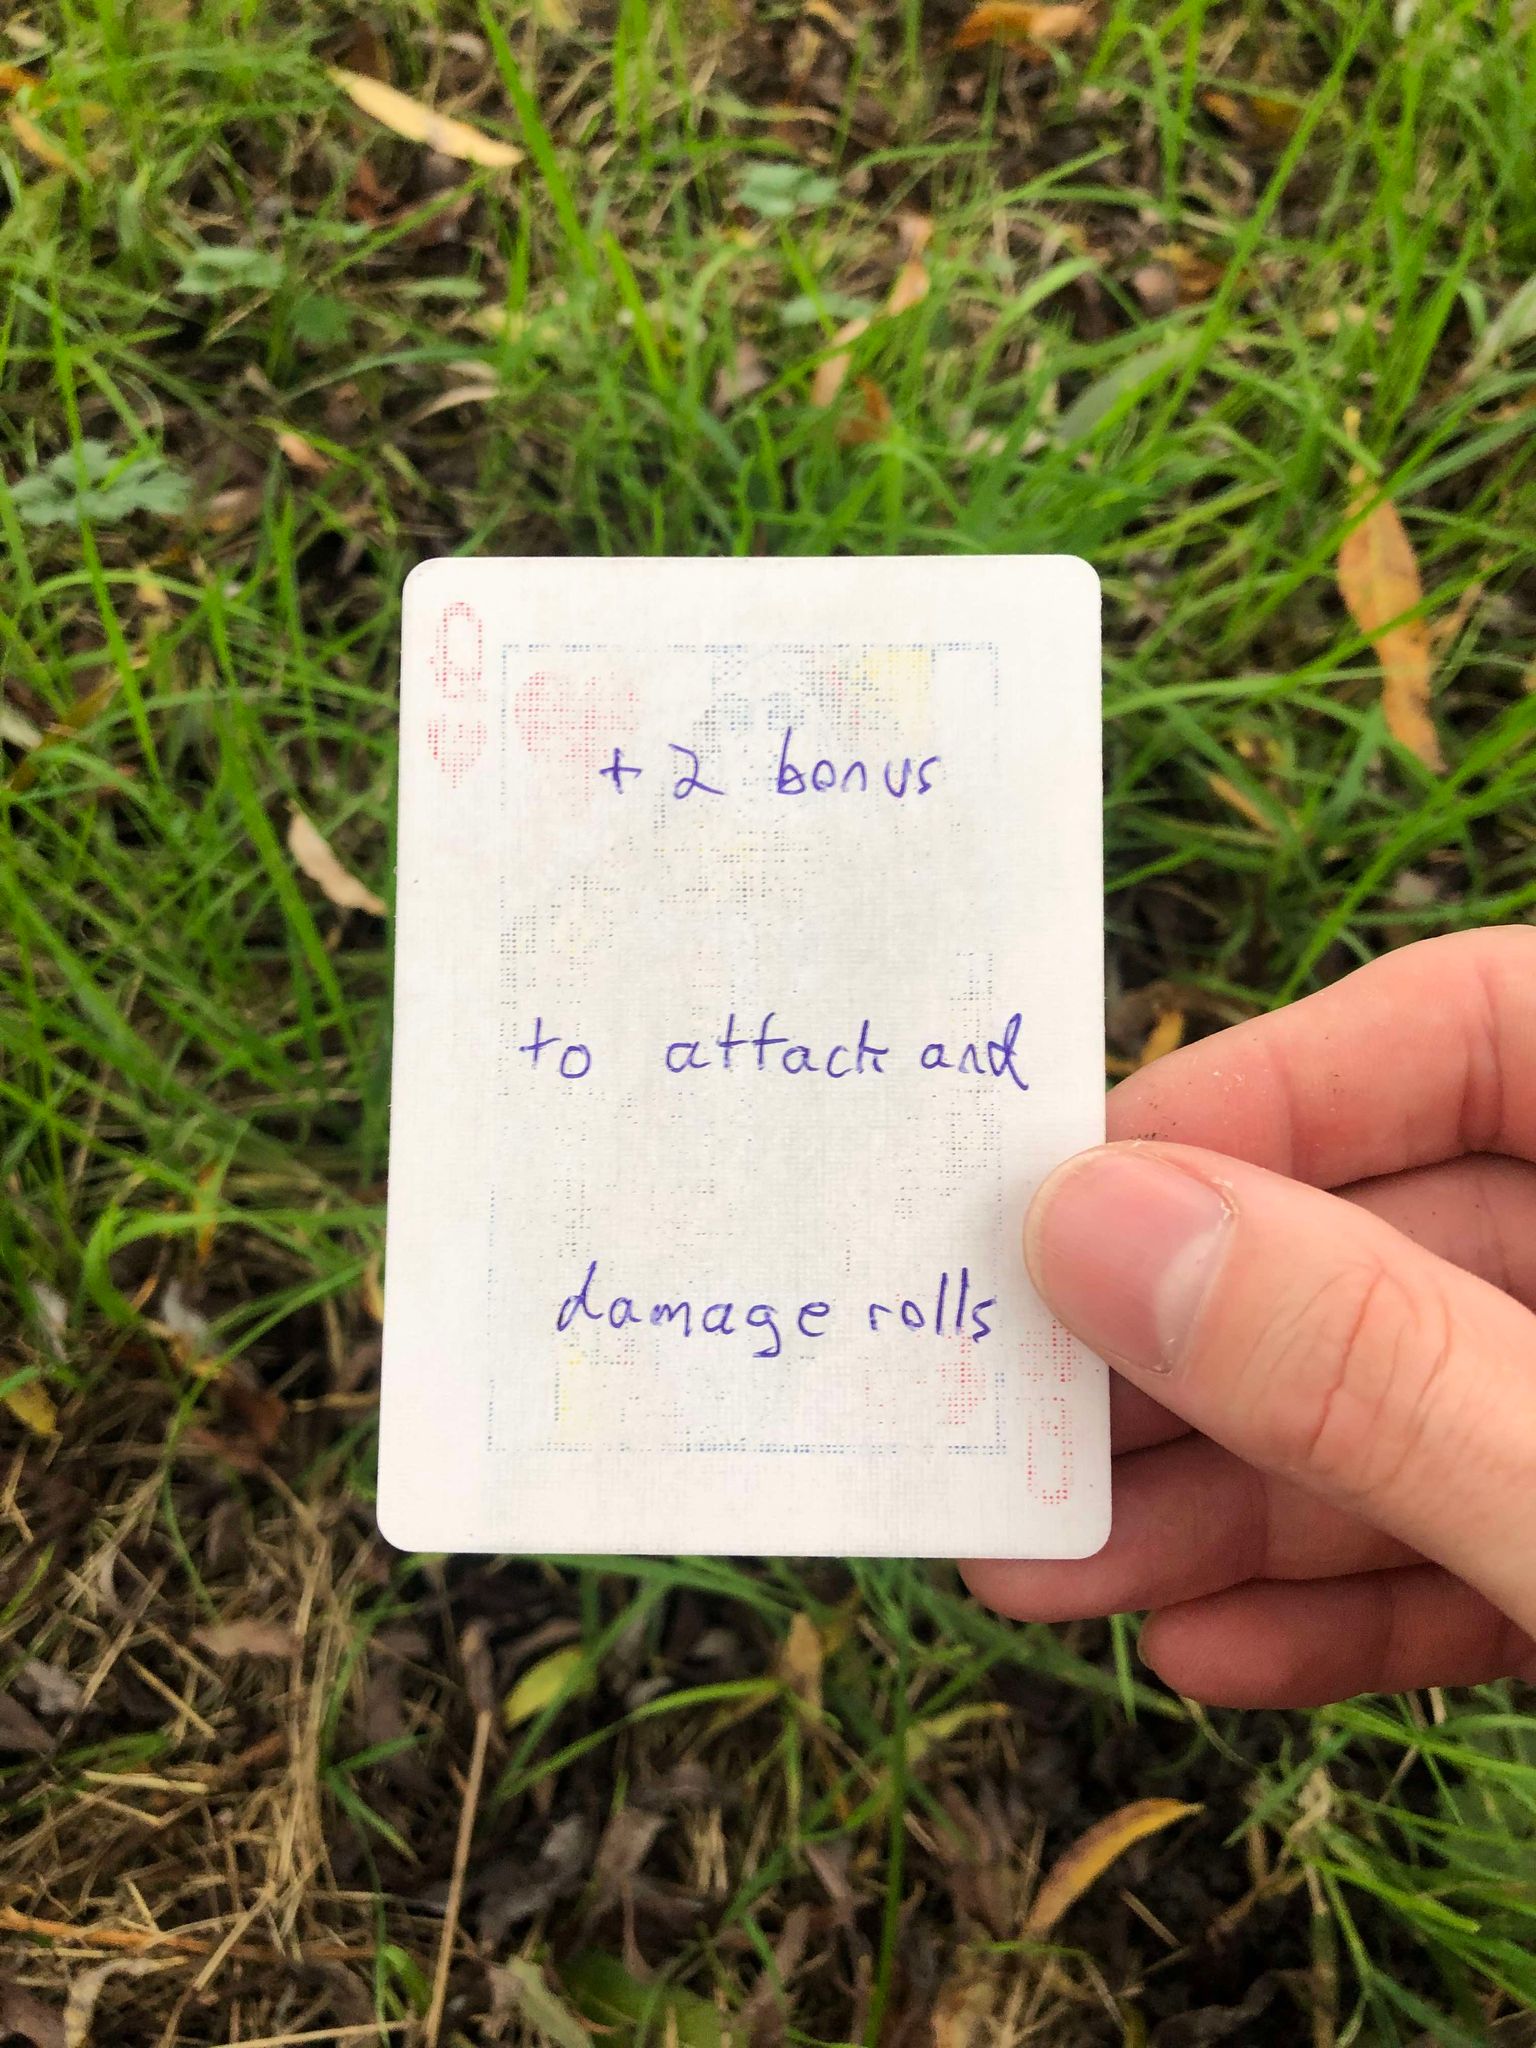 Q
+2 bonus
to attack and
damage rolls
Q